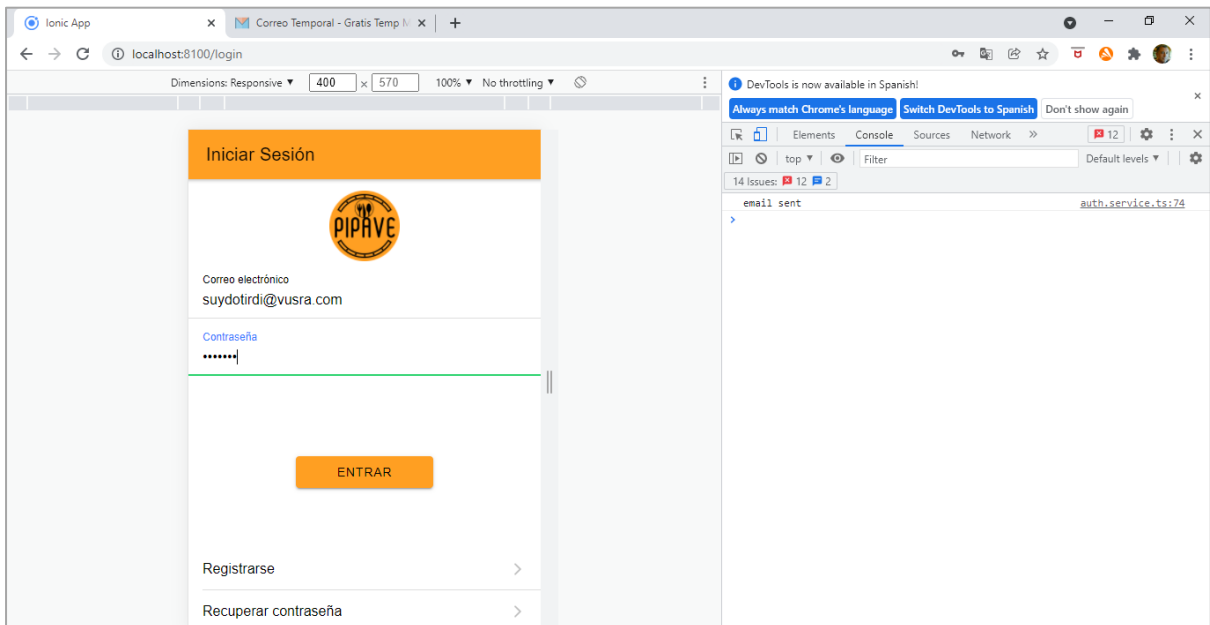 Ionic App
Correo Temporal - Gratis Temp M
localhost:8100/login
Dimensions: Responsive ▼ 400 × 570 100% ▼ No throttling ▼
Iniciar Sesión
PIPAVE
Correo electrónico
suydotirdi@vusra.com
Contraseña
•••••••
ENTRAR
Registrarse
Recuperar contraseña
DevTools is now available in Spanish!
Always match Chrome's language Switch DevTools to Spanish Don't show again
Elements Console Sources Network » 12
top ▼ Filter Default levels ▼
14 Issues: 12 2
email sent auth.service.ts:74